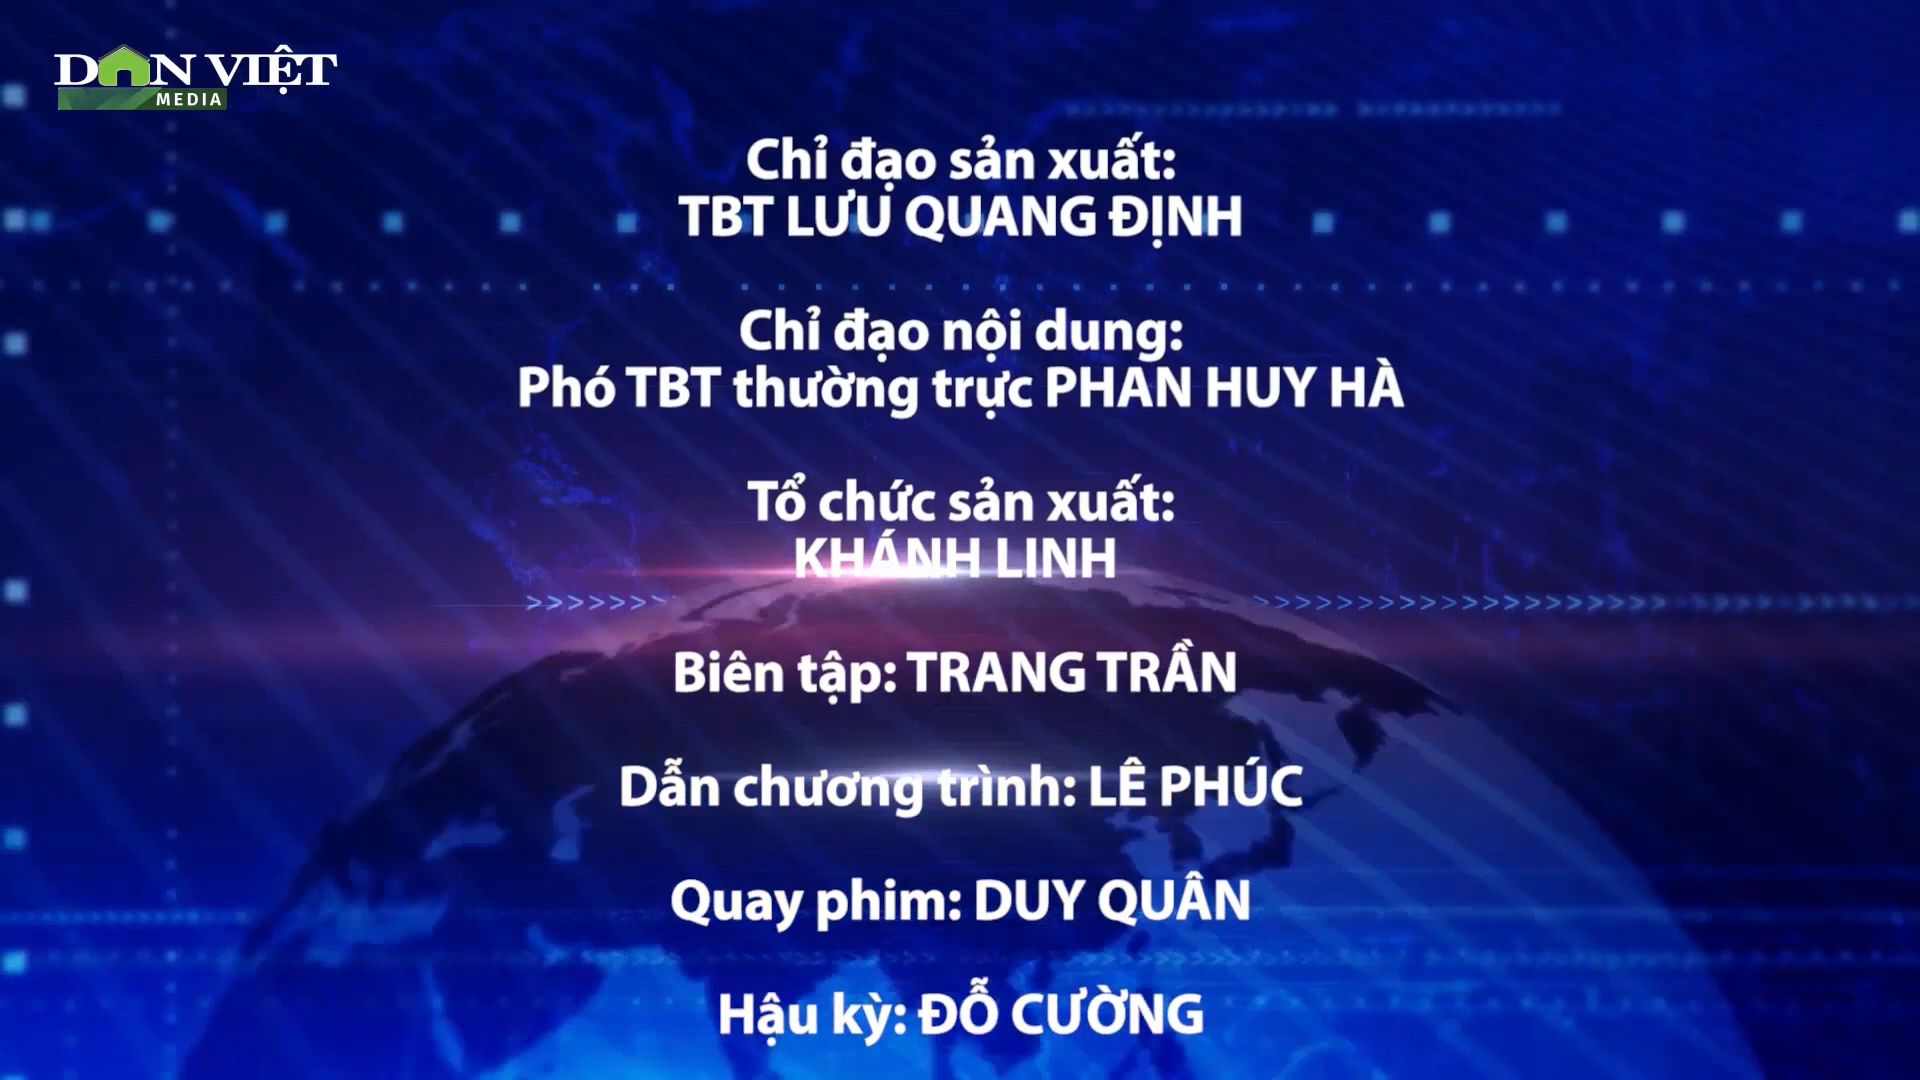 DÂN VIỆT
MEDIA
Chỉ đạo sản xuất:
TBT LƯU QUANG ĐỊNH
Chỉ đạo nội dung:
Phó TBT thường trực PHAN HUY HÀ
Tổ chức sản xuất:
KHÁNH LINH
Biên tập: TRANG TRẦN
Dẫn chương trình: LÊ PHÚC
Quay phim: DUY QUÂN
Hậu kỳ: ĐỖ CƯỜNG